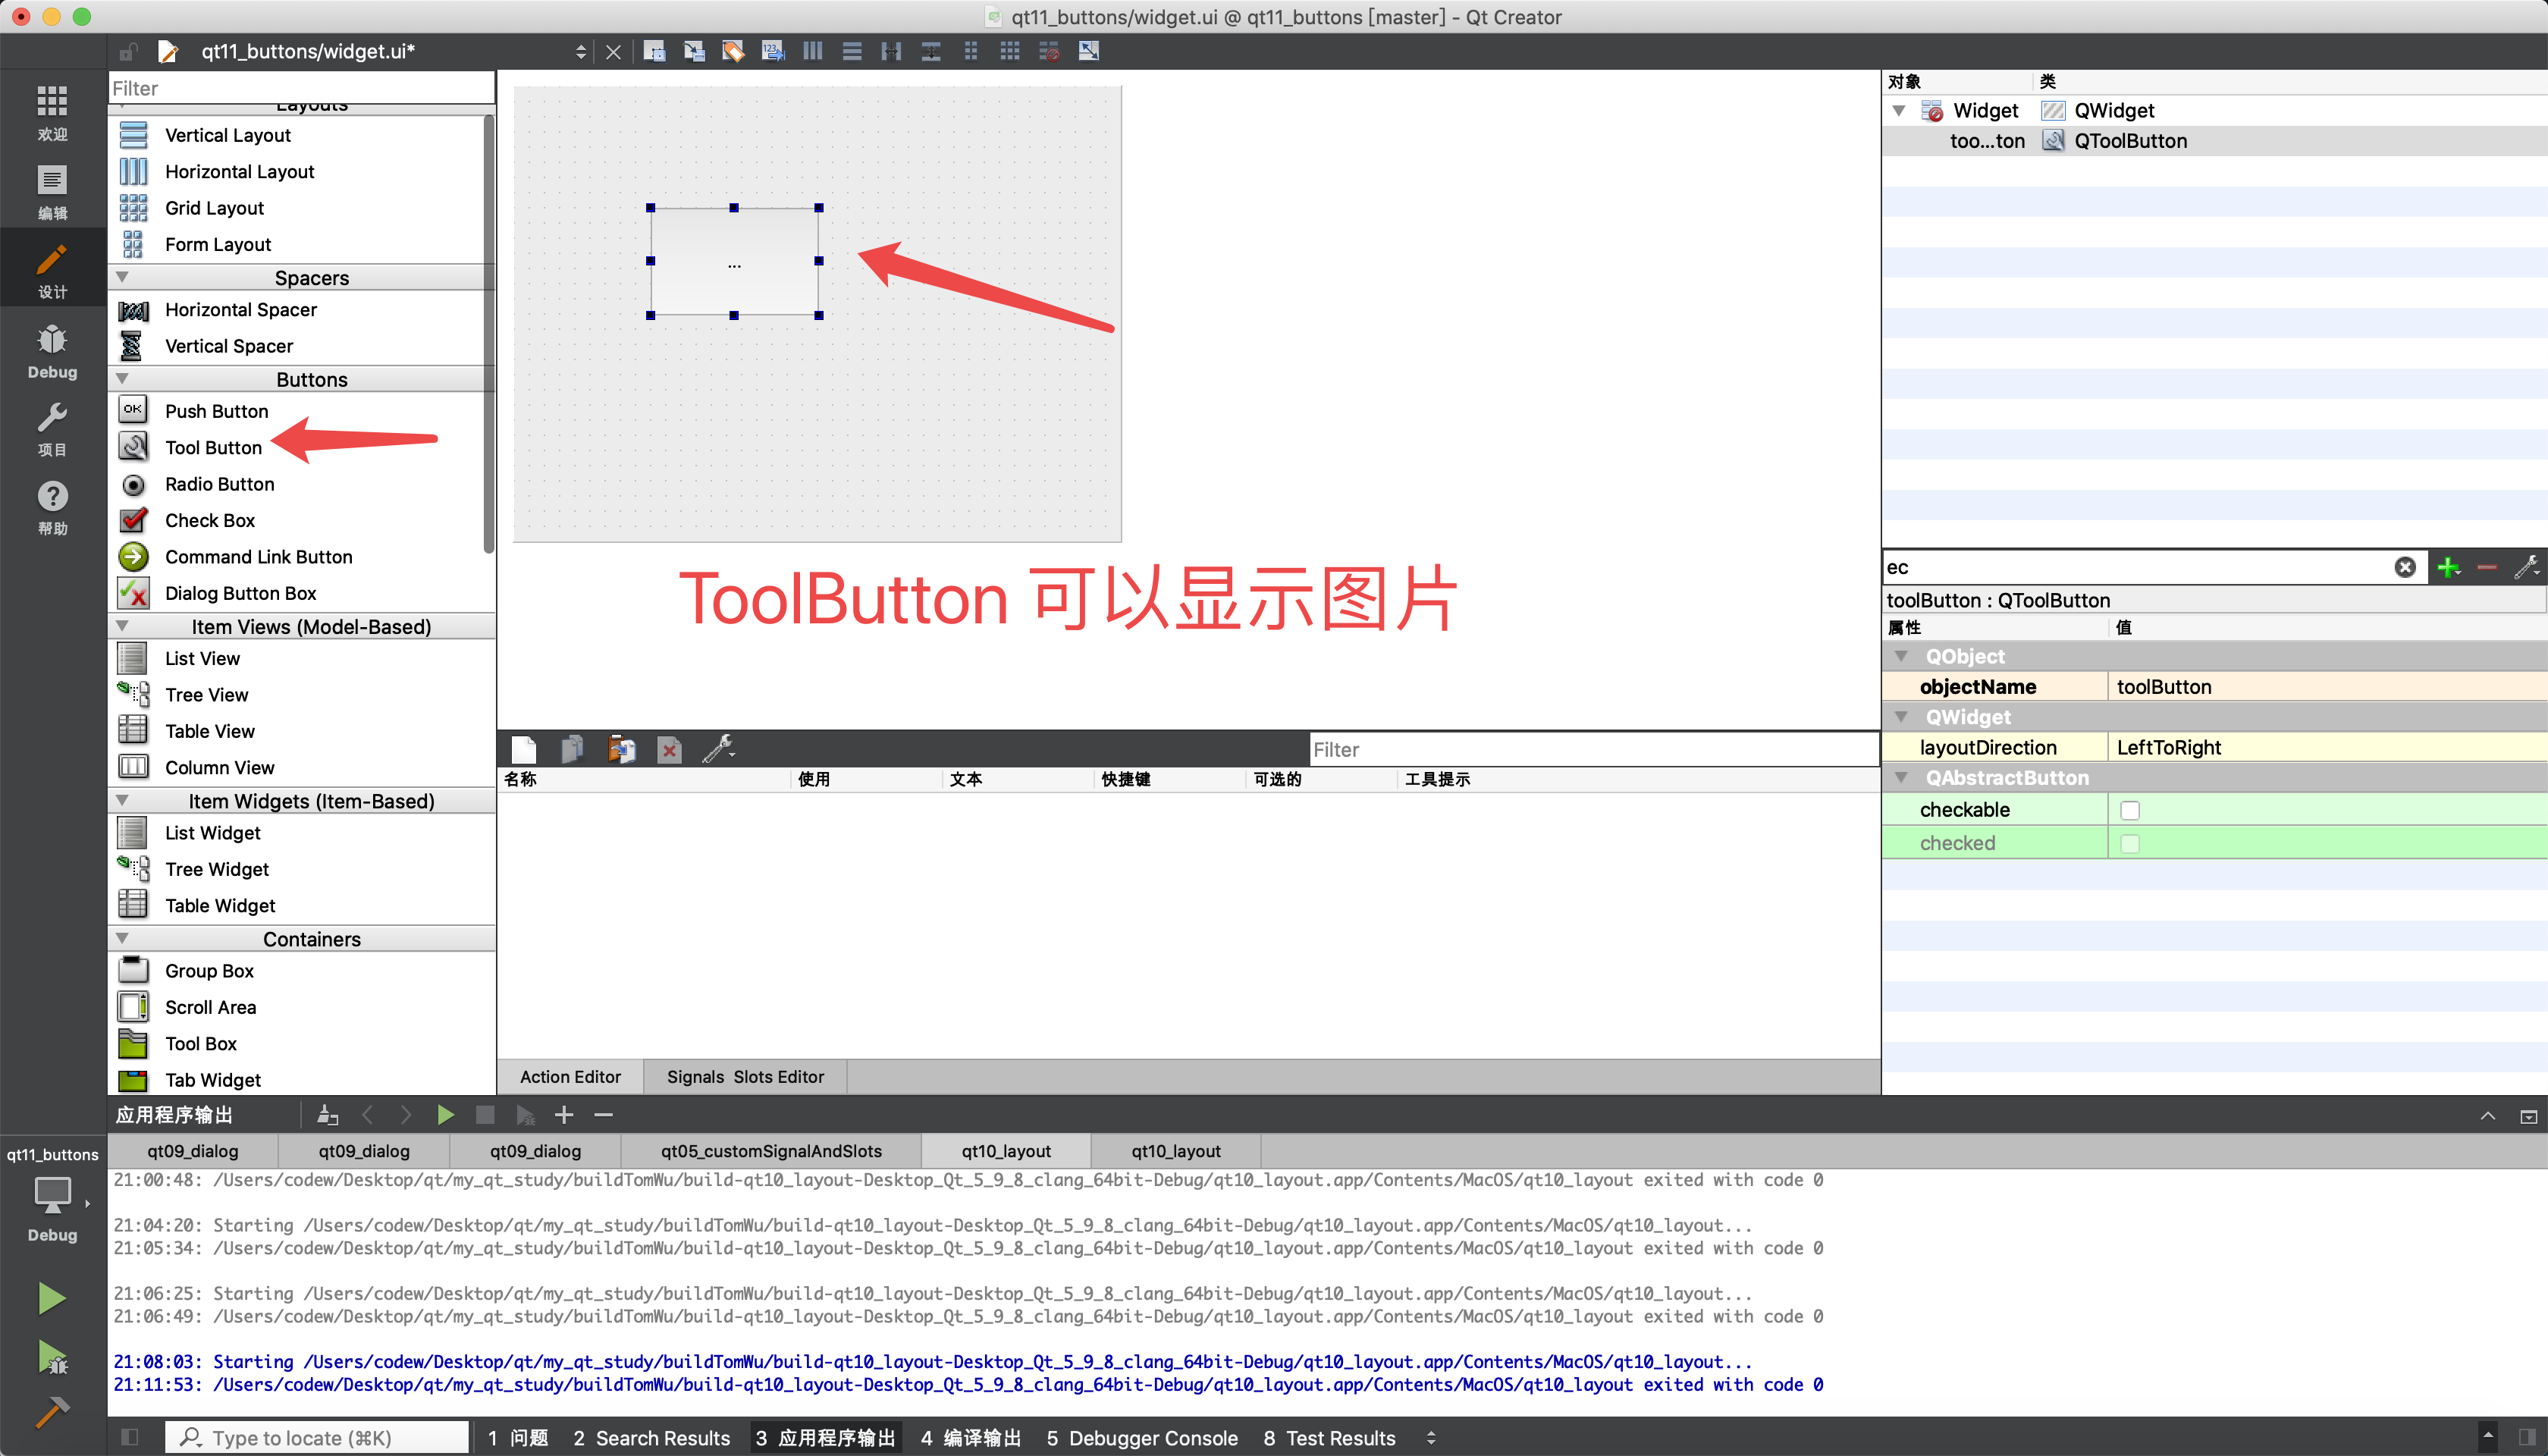 qt11_buttons/widget.ui @ qt11_buttons [master] - Qt Creator
qt11_buttons/widget.ui*
欢迎
编辑
设计
Debug
项目
帮助
qt11_buttons
Debug
Filter
Layouts
Vertical Layout
Horizontal Layout
Grid Layout
Form Layout
Spacers
Horizontal Spacer
Vertical Spacer
Buttons
OK
Push Button
Tool Button
Radio Button
Check Box
Command Link Button
Dialog Button Box
Item Views (Model-Based)
List View
Tree View
Table View
Column View
Item Widgets (Item-Based)
List Widget
Tree Widget
Table Widget
Containers
Group Box
Scroll Area
Tool Box
Tab Widget
...
ToolButton 可以显示图片
Filter
名称 使用 文本 快捷键 可选的 工具提示
Action Editor Signals Slots Editor
对象 类
Widget QWidget
too...ton QToolButton
ec
toolButton : QToolButton
属性 值
QObject
objectName toolButton
QWidget
layoutDirection LeftToRight
QAbstractButton
checkable
checked
应用程序输出
qt09_dialog qt09_dialog qt09_dialog qt05_customSignalAndSlots qt10_layout qt10_layout
21:00:48: /Users/codew/Desktop/qt/my_qt_study/buildTomWu/build-qt10_layout-Desktop_Qt_5_9_8_clang_64bit-Debug/qt10_layout.app/Contents/MacOS/qt10_layout exited with code 0
21:04:20: Starting /Users/codew/Desktop/qt/my_qt_study/buildTomWu/build-qt10_layout-Desktop_Qt_5_9_8_clang_64bit-Debug/qt10_layout.app/Contents/MacOS/qt10_layout...
21:05:34: /Users/codew/Desktop/qt/my_qt_study/buildTomWu/build-qt10_layout-Desktop_Qt_5_9_8_clang_64bit-Debug/qt10_layout.app/Contents/MacOS/qt10_layout exited with code 0
21:06:25: Starting /Users/codew/Desktop/qt/my_qt_study/buildTomWu/build-qt10_layout-Desktop_Qt_5_9_8_clang_64bit-Debug/qt10_layout.app/Contents/MacOS/qt10_layout...
21:06:49: /Users/codew/Desktop/qt/my_qt_study/buildTomWu/build-qt10_layout-Desktop_Qt_5_9_8_clang_64bit-Debug/qt10_layout.app/Contents/MacOS/qt10_layout exited with code 0
21:08:03: Starting /Users/codew/Desktop/qt/my_qt_study/buildTomWu/build-qt10_layout-Desktop_Qt_5_9_8_clang_64bit-Debug/qt10_layout.app/Contents/MacOS/qt10_layout...
21:11:53: /Users/codew/Desktop/qt/my_qt_study/buildTomWu/build-qt10_layout-Desktop_Qt_5_9_8_clang_64bit-Debug/qt10_layout.app/Contents/MacOS/qt10_layout exited with code 0
Type to locate (⌘K) 1 问题 2 Search Results 3 应用程序输出 4 编译输出 5 Debugger Console 8 Test Results